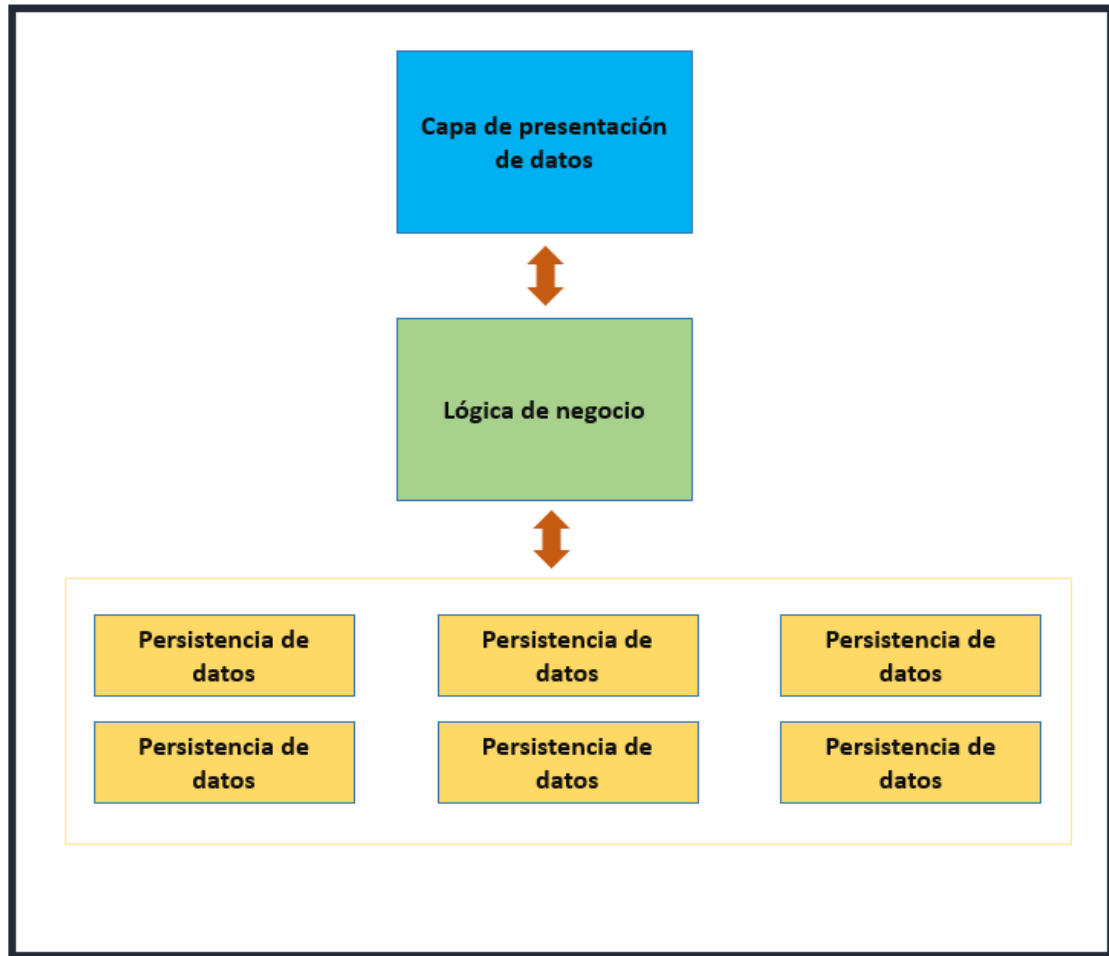 Capa de presentación
de datos
Lógica de negocio
Persistencia de
datos
Persistencia de
datos
Persistencia de
datos
Persistencia de
datos
Persistencia de
datos
Persistencia de
datos